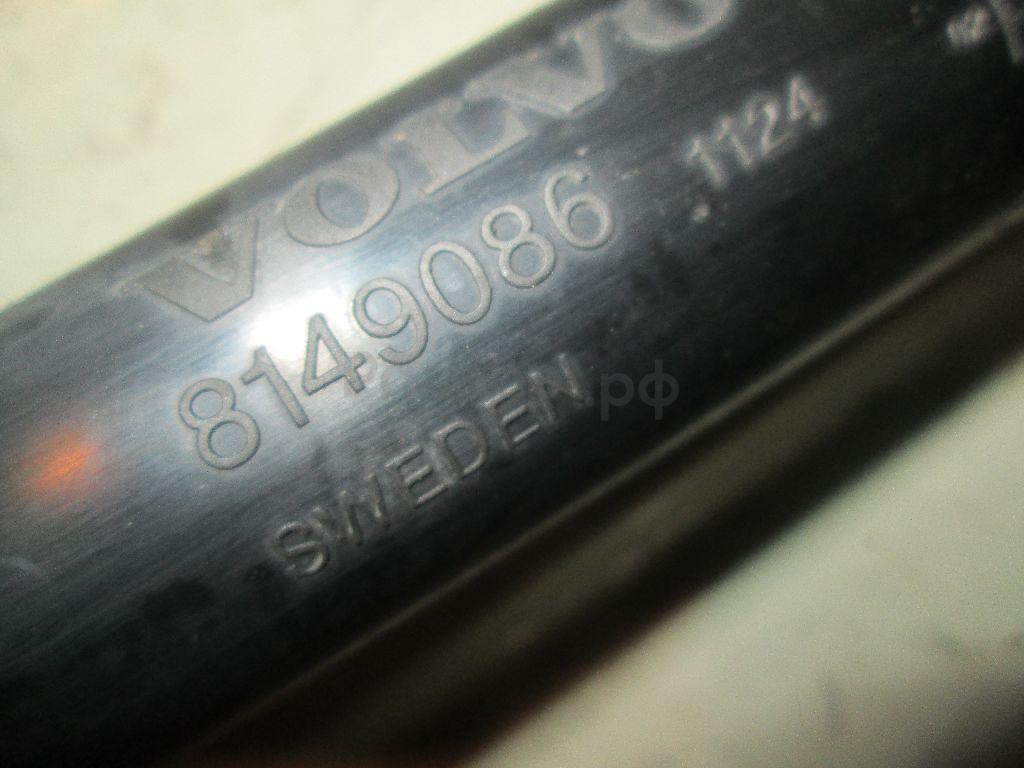 VOLVO
8149086 1124
SWEDEN
.рф